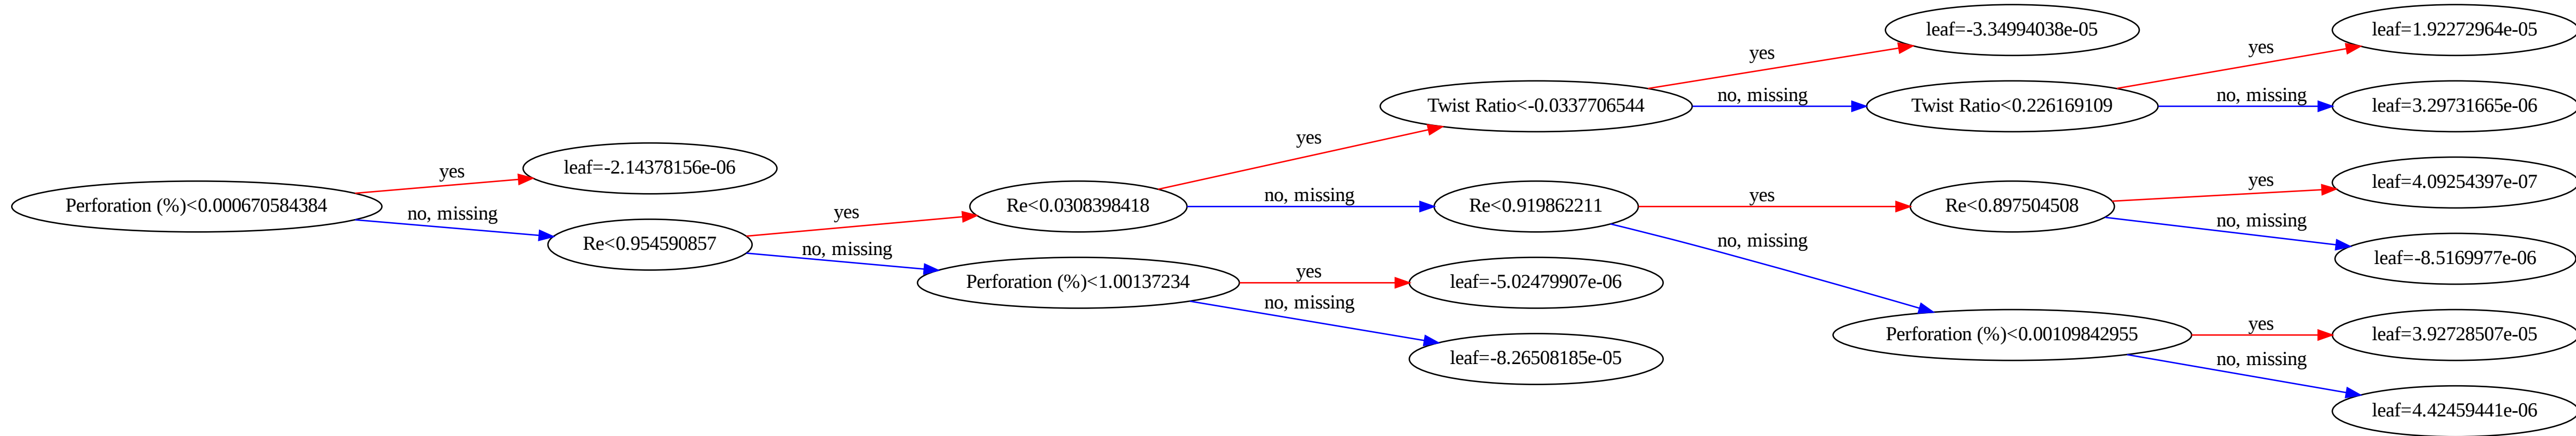 Perforation (%)<0.000670584384
yes
no, missing
leaf=-2.14378156e-06
Re<0.954590857
yes
no, missing
Re<0.0308398418
Perforation (%)<1.00137234
yes
no, missing
yes
no, missing
Twist Ratio<-0.0337706544
Re<0.919862211
leaf=-5.02479907e-06
leaf=-8.26508185e-05
yes
no, missing
yes
no, missing
leaf=-3.34994038e-05
Twist Ratio<0.226169109
Re<0.897504508
Perforation (%)<0.00109842955
yes
no, missing
yes
no, missing
yes
no, missing
leaf=1.92272964e-05
leaf=3.29731665e-06
leaf=4.09254397e-07
leaf=-8.5169977e-06
leaf=3.92728507e-05
leaf=4.42459441e-06